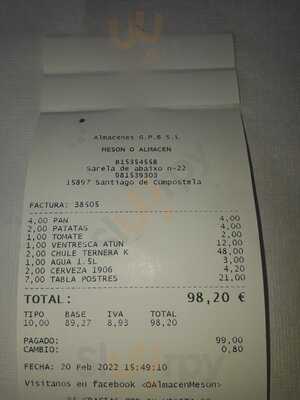 Almacenes G.P.B S.L
MESON O ALMACEN
B15354558
Sarela de abaixo n-22
981539303
15897 Santiago de Compostela
FACTURA: 38505
4,00 PAN 4,00
2,00 PATATAS 4,00
1,00 TOMATE 2,00
1,00 VENTRESCA ATUN 12,00
2,00 CHULE TERNERA K 48,00
1,00 AGUA 1.5L 3,00
2,00 CERVEZA 1906 4,20
7,00 TABLA POSTRES 21,00
TOTAL: 98,20 €
TIPO BASE IVA TOTAL
10,00 89,27 8,93 98,20
PAGADO: 99,00
CAMBIO: 0,80
FECHA: 20 Feb 2022 15:49:10
Visitanos en facebook <OAlmacenMeson>